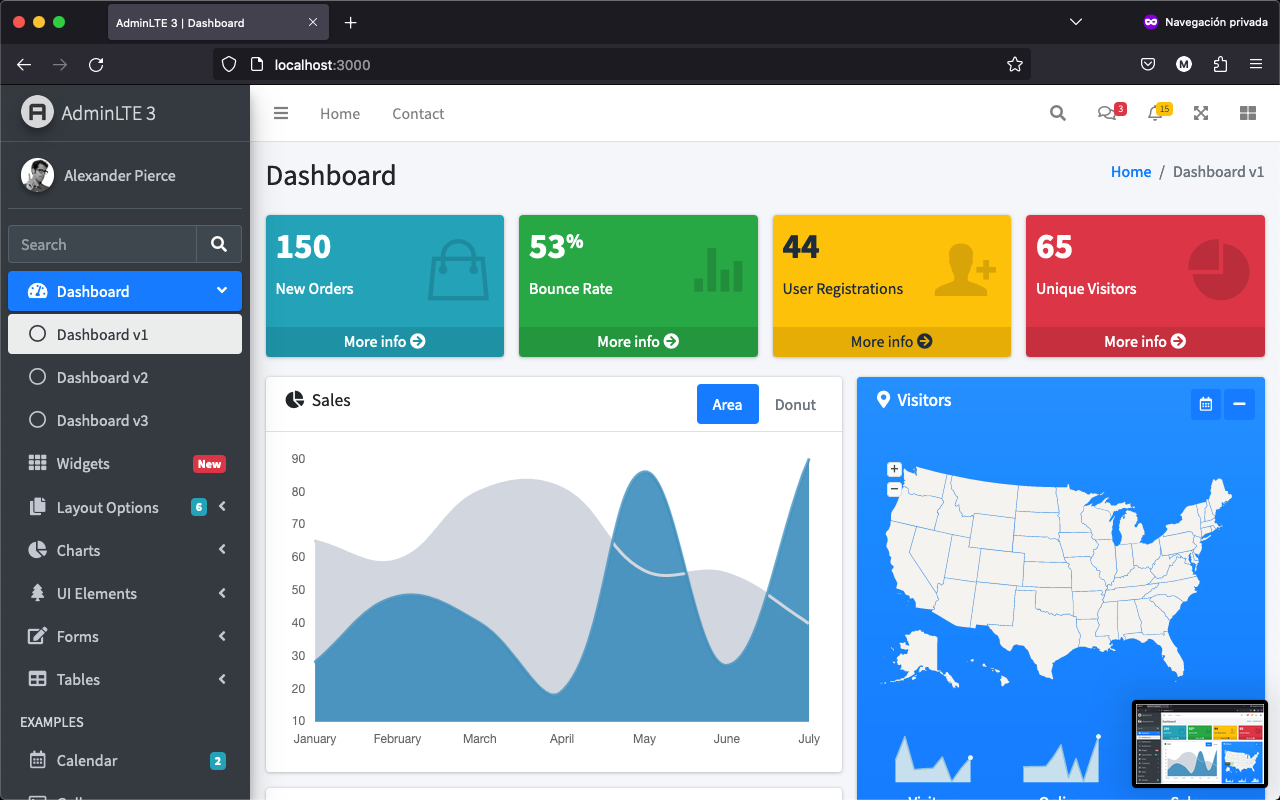 AdminLTE 3 | Dashboard
Navegación privada
localhost:3000
M
AdminLTE 3
Home
Contact
3
15
Alexander Pierce
Search
Dashboard
Dashboard v1
Dashboard v2
Dashboard v3
Widgets New
Layout Options 6
Charts
UI Elements
Forms
Tables
EXAMPLES
Calendar 2
Dashboard
Home / Dashboard v1
150
New Orders
More info
53%
Bounce Rate
More info
44
User Registrations
More info
65
Unique Visitors
More info
Sales
Area
Donut
90
80
70
60
50
40
30
20
10
January February March April May June July
Visitors
+
−